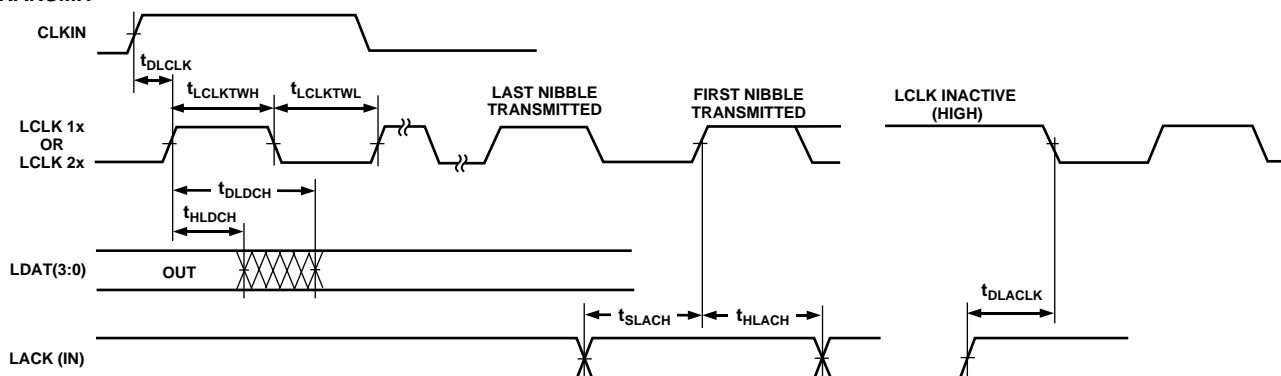 CLKIN
tDLCLK
tLCLKTWH
tLCLKTWL
LAST NIBBLE
TRANSMITTED
FIRST NIBBLE
TRANSMITTED
LCLK INACTIVE
(HIGH)
LCLK 1x
OR
LCLK 2x
tDLDCH
tHLDCH
LDAT(3:0)
OUT
tSLACH
tHLACH
tDLACLK
LACK (IN)